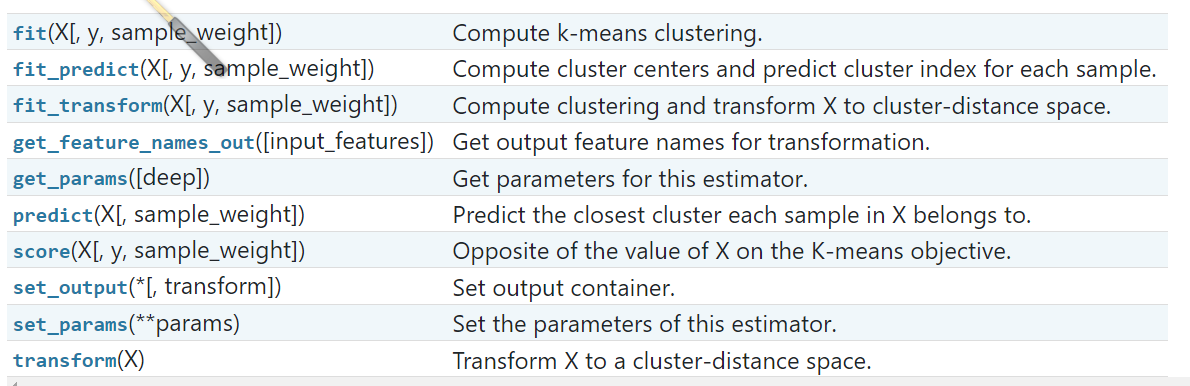 fit(X[, y, sample_weight]) Compute k-means clustering.
fit_predict(X[, y, sample_weight]) Compute cluster centers and predict cluster index for each sample.
fit_transform(X[, y, sample_weight]) Compute clustering and transform X to cluster-distance space.
get_feature_names_out([input_features]) Get output feature names for transformation.
get_params([deep]) Get parameters for this estimator.
predict(X[, sample_weight]) Predict the closest cluster each sample in X belongs to.
score(X[, y, sample_weight]) Opposite of the value of X on the K-means objective.
set_output(*[, transform]) Set output container.
set_params(**params) Set the parameters of this estimator.
transform(X) Transform X to a cluster-distance space.